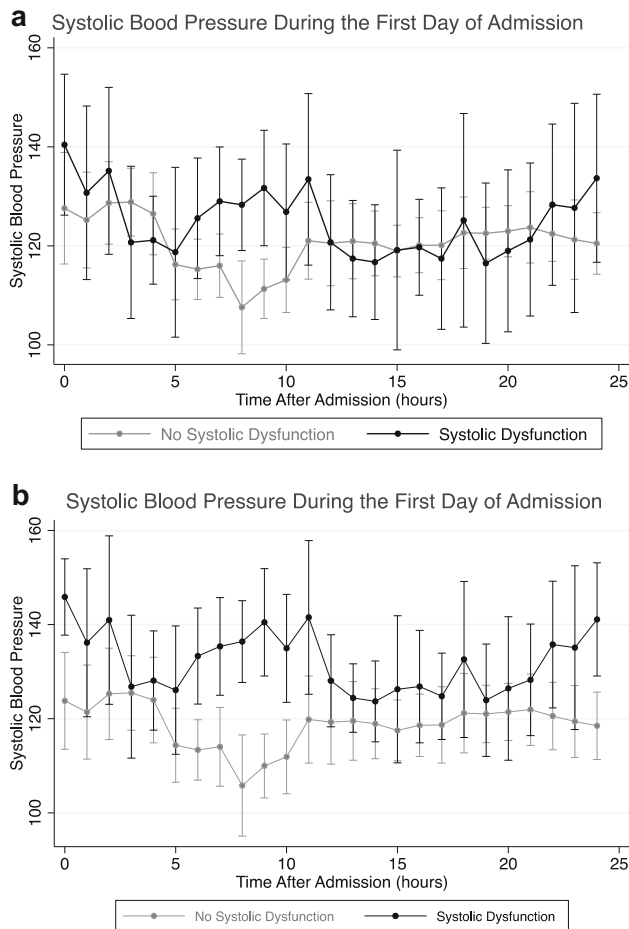 a
Systolic Bood Pressure During the First Day of Admission
160
140
120
100
Systolic Blood Pressure
0 5 10 15 20 25
Time After Admission (hours)
No Systolic Dysfunction Systolic Dysfunction
b
Systolic Blood Pressure During the First Day of Admission
160
140
120
100
Systolic Blood Pressure
0 5 10 15 20 25
Time After Admission (hours)
No Systolic Dysfunction Systolic Dysfunction